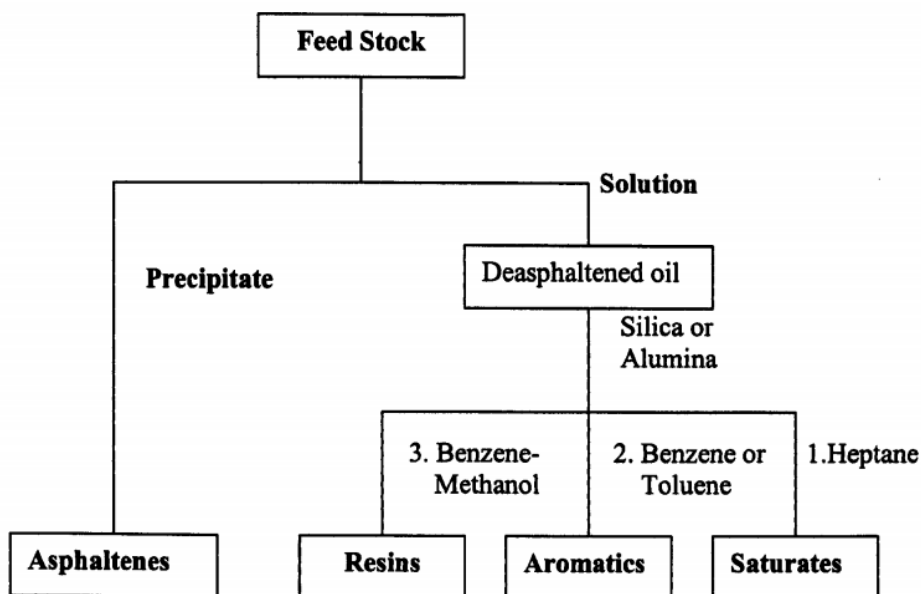 Feed Stock
Solution
Precipitate
Deasphaltened oil
Silica or
Alumina
3. Benzene-
Methanol
2. Benzene or
Toluene
1.Heptane
Asphaltenes
Resins
Aromatics
Saturates